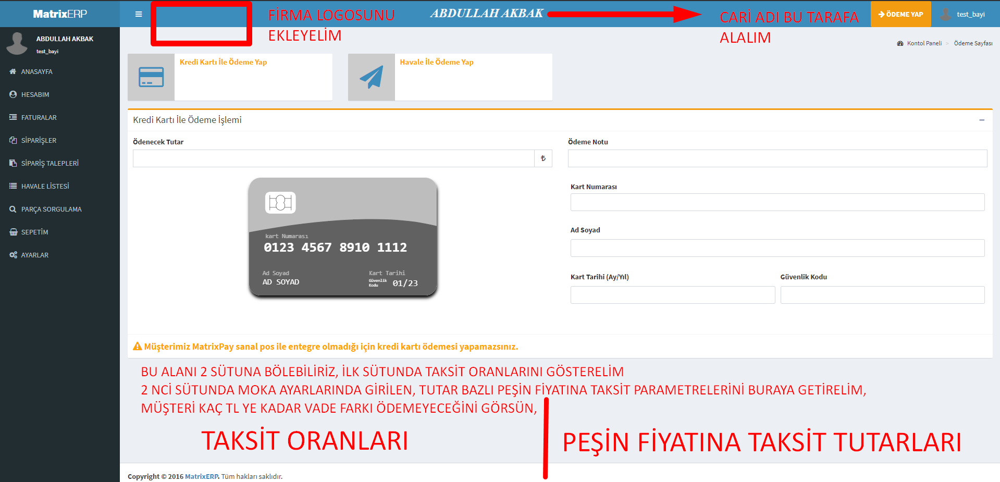 MatrixERP
FİRMA LOGOSUNU
EKLEYELİM
ABDULLAH AKBAK
CARİ ADI BU TARAFA
ALALIM
ÖDEME YAP
test_bayi
ABDULLAH AKBAK
test_bayi
Kontol Paneli > Ödeme Sayfası
ANASAYFA
HESABIM
FATURALAR
SİPARİŞLER
SİPARİŞ TALEPLERİ
HAVALE LİSTESİ
PARÇA SORGULAMA
SEPETİM
AYARLAR
Kredi Kartı İle Ödeme Yap
Havale İle Ödeme Yap
Kredi Kartı İle Ödeme İşlemi
Ödenecek Tutar
₺
Ödeme Notu
kart Numarası
0123 4567 8910 1112
Ad Soyad
AD SOYAD
Kart Tarihi
Güvenlik
Kodu
01/23
Kart Numarası
Ad Soyad
Kart Tarihi (Ay/Yıl)
Güvenlik Kodu
Müşterimiz MatrixPay sanal pos ile entegre olmadığı için kredi kartı ödemesi yapamazsınız.
BU ALANI 2 SÜTUNA BÖLEBİLİRİZ, İLK SÜTUNDA TAKSİT ORANLARINI GÖSTERELİM
2 NCİ SÜTUNDA MOKA AYARLARINDA GİRİLEN, TUTAR BAZLI PEŞİN FİYATINA TAKSİT PARAMETRELERİNİ BURAYA GETİRELİM,
MÜŞTERİ KAÇ TL YE KADAR VADE FARKI ÖDEMEYECEĞİNİ GÖRSÜN,
TAKSİT ORANLARI
PEŞİN FİYATINA TAKSİT TUTARLARI
Copyright © 2016 MatrixERP. Tüm hakları saklıdır.